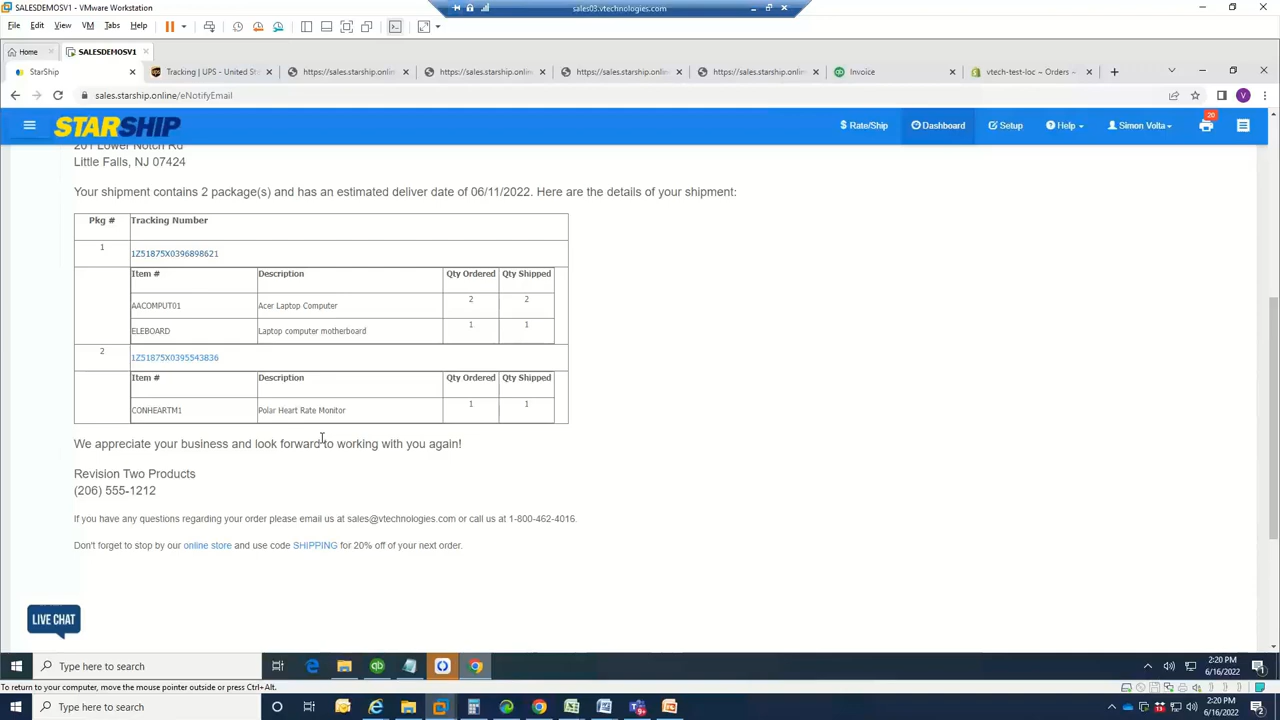 SALESDEMOSV1 - VMware Workstation
sales03.vtechnologies.com
File Edit View VM Tabs Help
Home SALESDEMOSV1
StarShip Tracking | UPS - United St https://sales.starship.online/ https://sales.starship.online/ https://sales.starship.online/ https://sales.starship.online/ Invoice vtech-test-loc ~ Orders ~
sales.starship.online/eNotifyEmail V
STARSHIP $ Rate/Ship Dashboard Setup Help Simon Volta 20
201 Lower Notch Rd
Little Falls, NJ 07424
Your shipment contains 2 package(s) and has an estimated deliver date of 06/11/2022. Here are the details of your shipment:
Pkg # Tracking Number
1 1Z51875X0396898621
Item # Description Qty Ordered Qty Shipped
AACOMPUT01 Acer Laptop Computer 2 2
ELEBOARD Laptop computer motherboard 1 1
2 1Z51875X0395543836
Item # Description Qty Ordered Qty Shipped
CONHEARTM1 Polar Heart Rate Monitor 1 1
We appreciate your business and look forward to working with you again!
Revision Two Products
(206) 555-1212
If you have any questions regarding your order please email us at sales@vtechnologies.com or call us at 1-800-462-4016.
Don't forget to stop by our online store and use code SHIPPING for 20% off of your next order.
LIVE CHAT
Type here to search 2:20 PM
6/16/2022
To return to your computer, move the mouse pointer outside or press Ctrl+Alt.
Type here to search 2:20 PM
6/16/2022